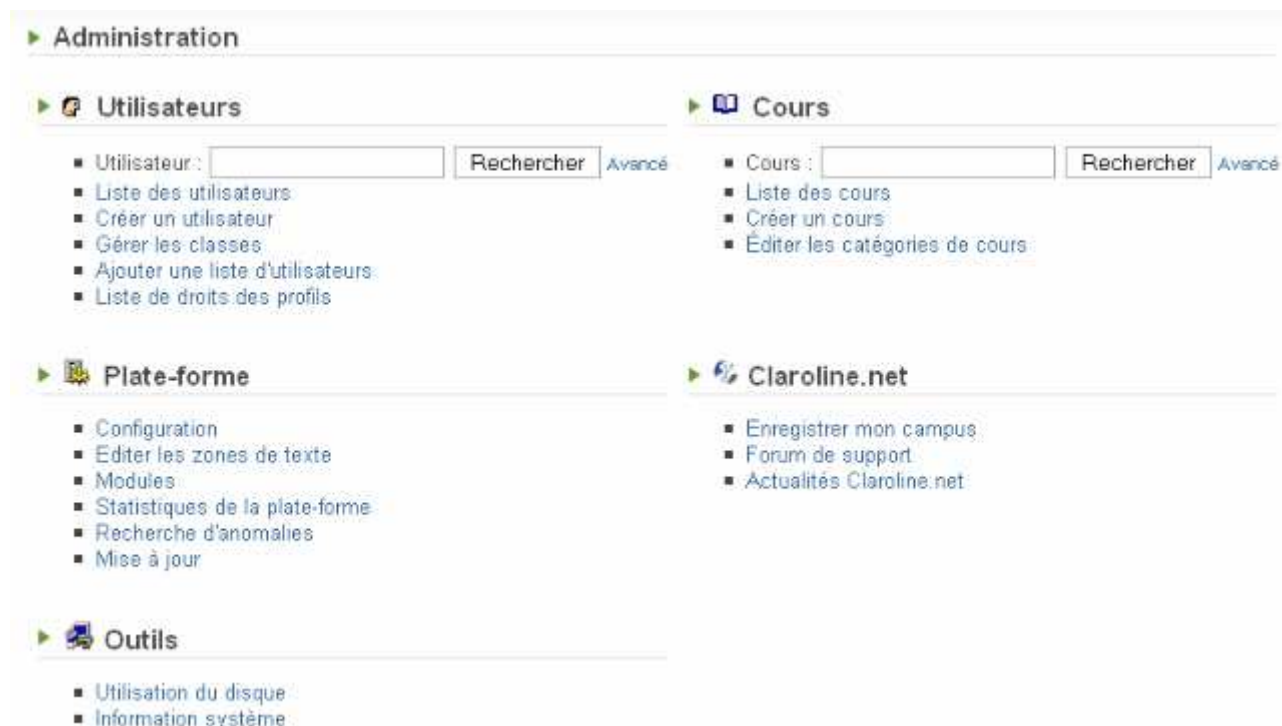 Administration
Utilisateurs
Utilisateur : Rechercher Avancé
Liste des utilisateurs
Créer un utilisateur
Gérer les classes
Ajouter une liste d'utilisateurs
Liste de droits des profils
Cours
Cours : Rechercher Avancé
Liste des cours
Créer un cours
Éditer les catégories de cours
Plate-forme
Configuration
Editer les zones de texte
Modules
Statistiques de la plate-forme
Recherche d'anomalies
Mise à jour
Claroline.net
Enregistrer mon campus
Forum de support
Actualités Claroline.net
Outils
Utilisation du disque
Information système